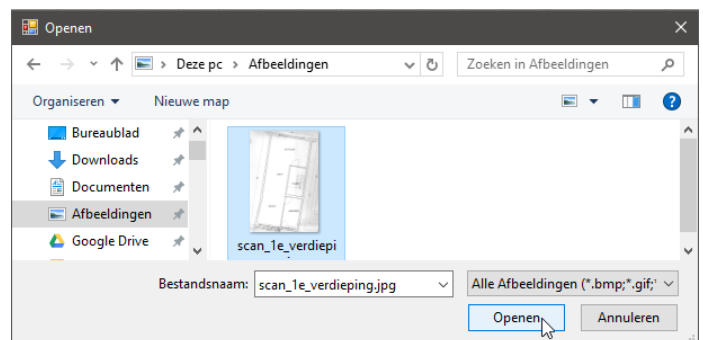 Openen
Deze pc > Afbeeldingen
Zoeken in Afbeeldingen
Organiseren
Nieuwe map
Bureaublad
Downloads
Documenten
Afbeeldingen
Google Drive
scan_1e_verdiepi
Bestandsnaam: scan_1e_verdieping.jpg
Alle Afbeeldingen (*.bmp;*.gif;*
Openen
Annuleren